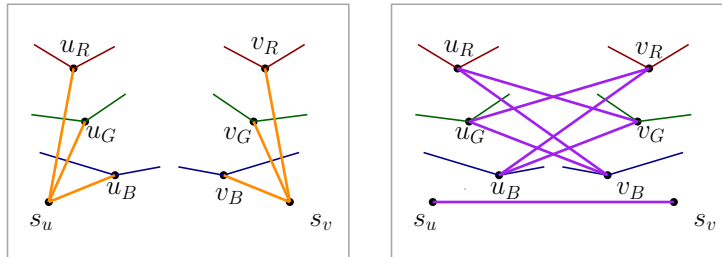 u_R v_R
u_G v_G
u_B v_B
s_u s_v
u_R v_R
u_G v_G
u_B v_B
s_u s_v